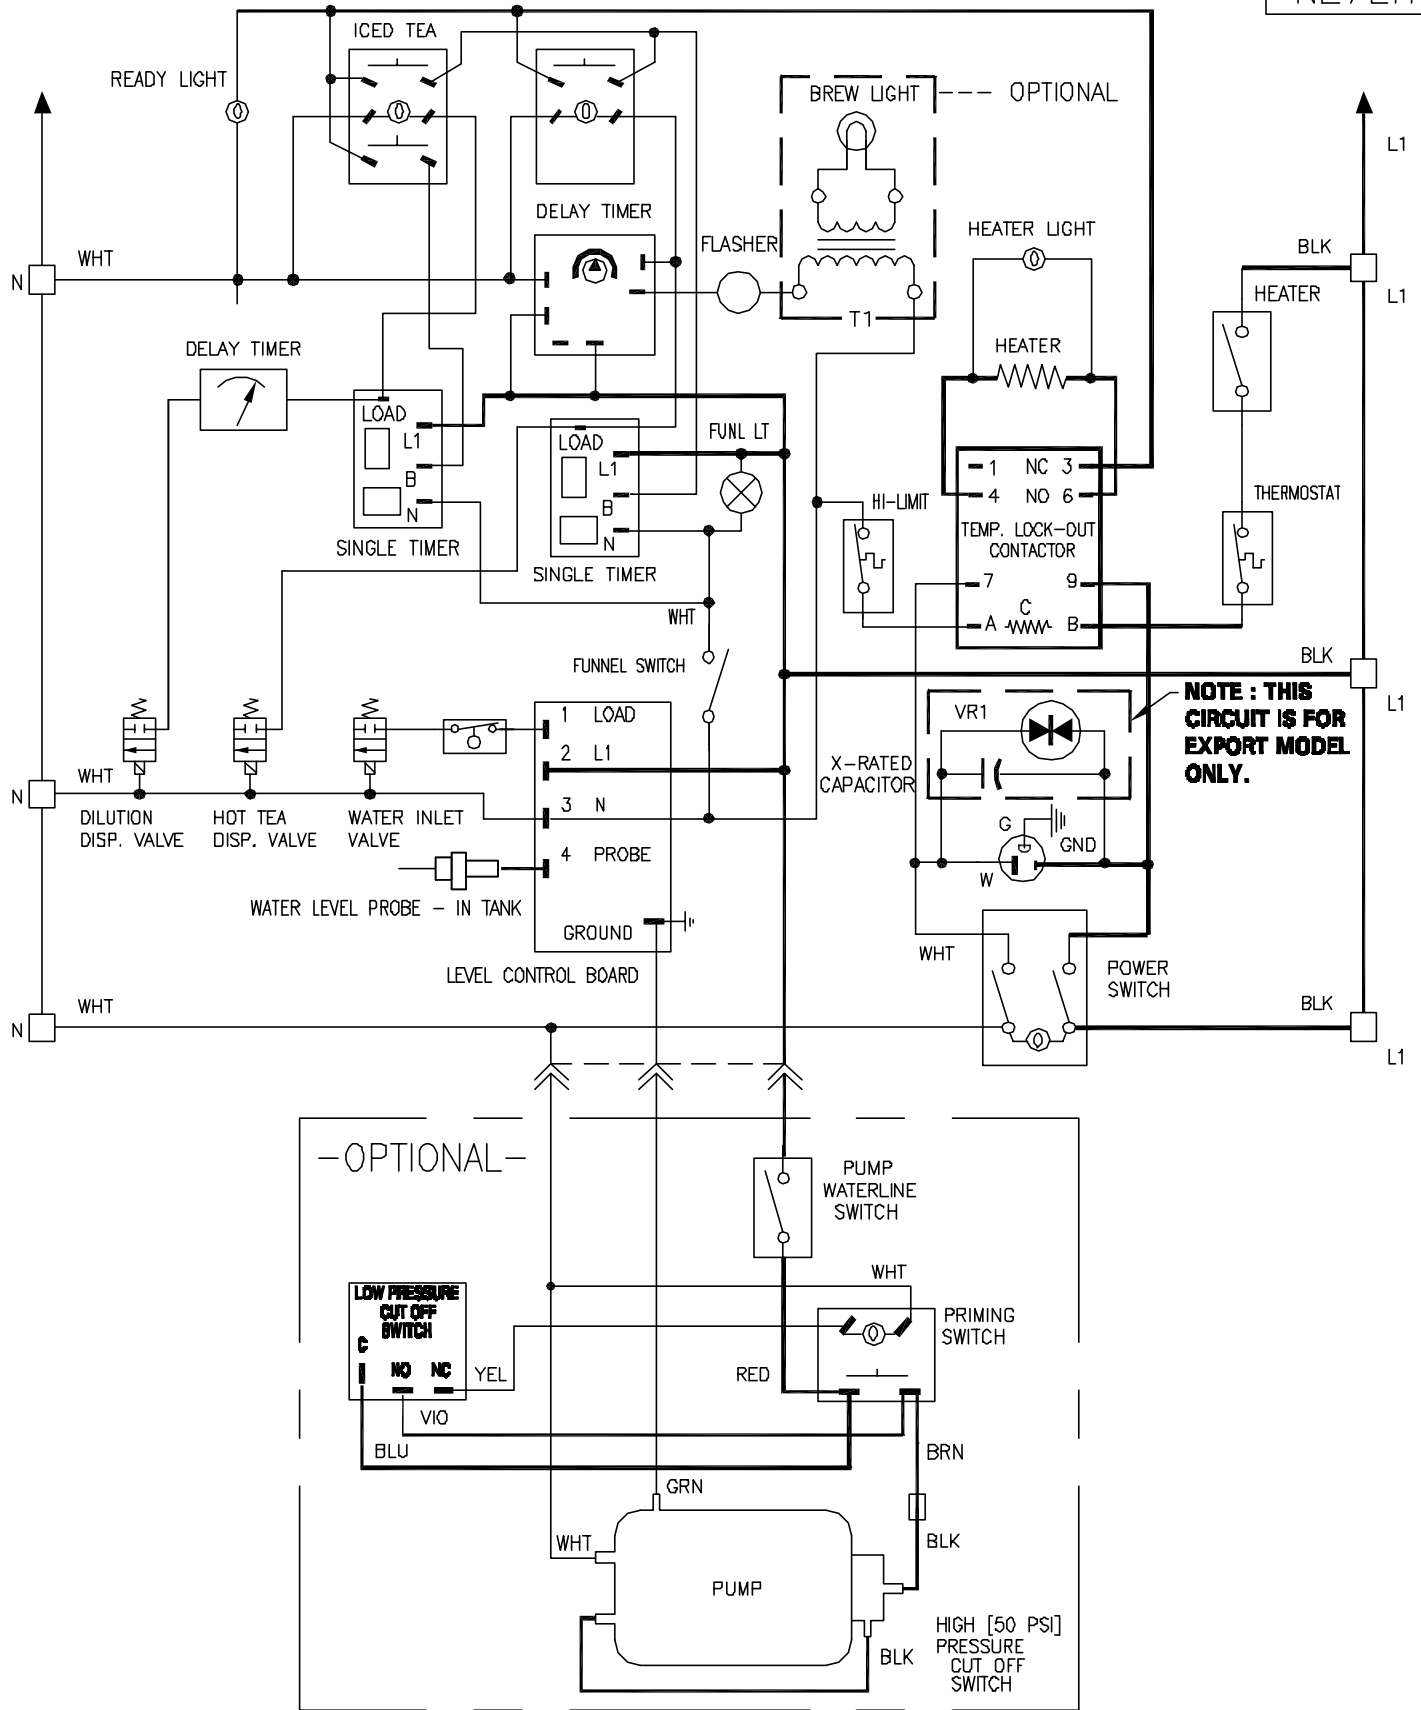 ICED TEA
READY LIGHT
BREW LIGHT
--- OPTIONAL
L1
DELAY TIMER
FLASHER
HEATER LIGHT
WHT
BLK
N
L1
HEATER
T1
DELAY TIMER
HEATER
LOAD
L1
B
N
SINGLE TIMER
LOAD
L1
B
N
SINGLE TIMER
FUNL LT
1 NC 3
4 NO 6
TEMP. LOCK-OUT
CONTACTOR
7 9
C
A B
HI-LIMIT
THERMOSTAT
WHT
FUNNEL SWITCH
BLK
L1
NOTE : THIS
CIRCUIT IS FOR
EXPORT MODEL
ONLY.
VR1
X-RATED
CAPACITOR
G
GND
W
1 LOAD
2 L1
3 N
4 PROBE
GROUND
LEVEL CONTROL BOARD
WHT
N
DILUTION
DISP. VALVE
HOT TEA
DISP. VALVE
WATER INLET
VALVE
WATER LEVEL PROBE - IN TANK
WHT
POWER
SWITCH
WHT
N
BLK
L1
-OPTIONAL-
PUMP
WATERLINE
SWITCH
WHT
LOW PRESSURE
CUT OFF
SWITCH
C
NO NC
YEL
VIO
BLU
RED
PRIMING
SWITCH
BRN
GRN
WHT
BLK
PUMP
BLK
HIGH [50 PSI]
PRESSURE
CUT OFF
SWITCH